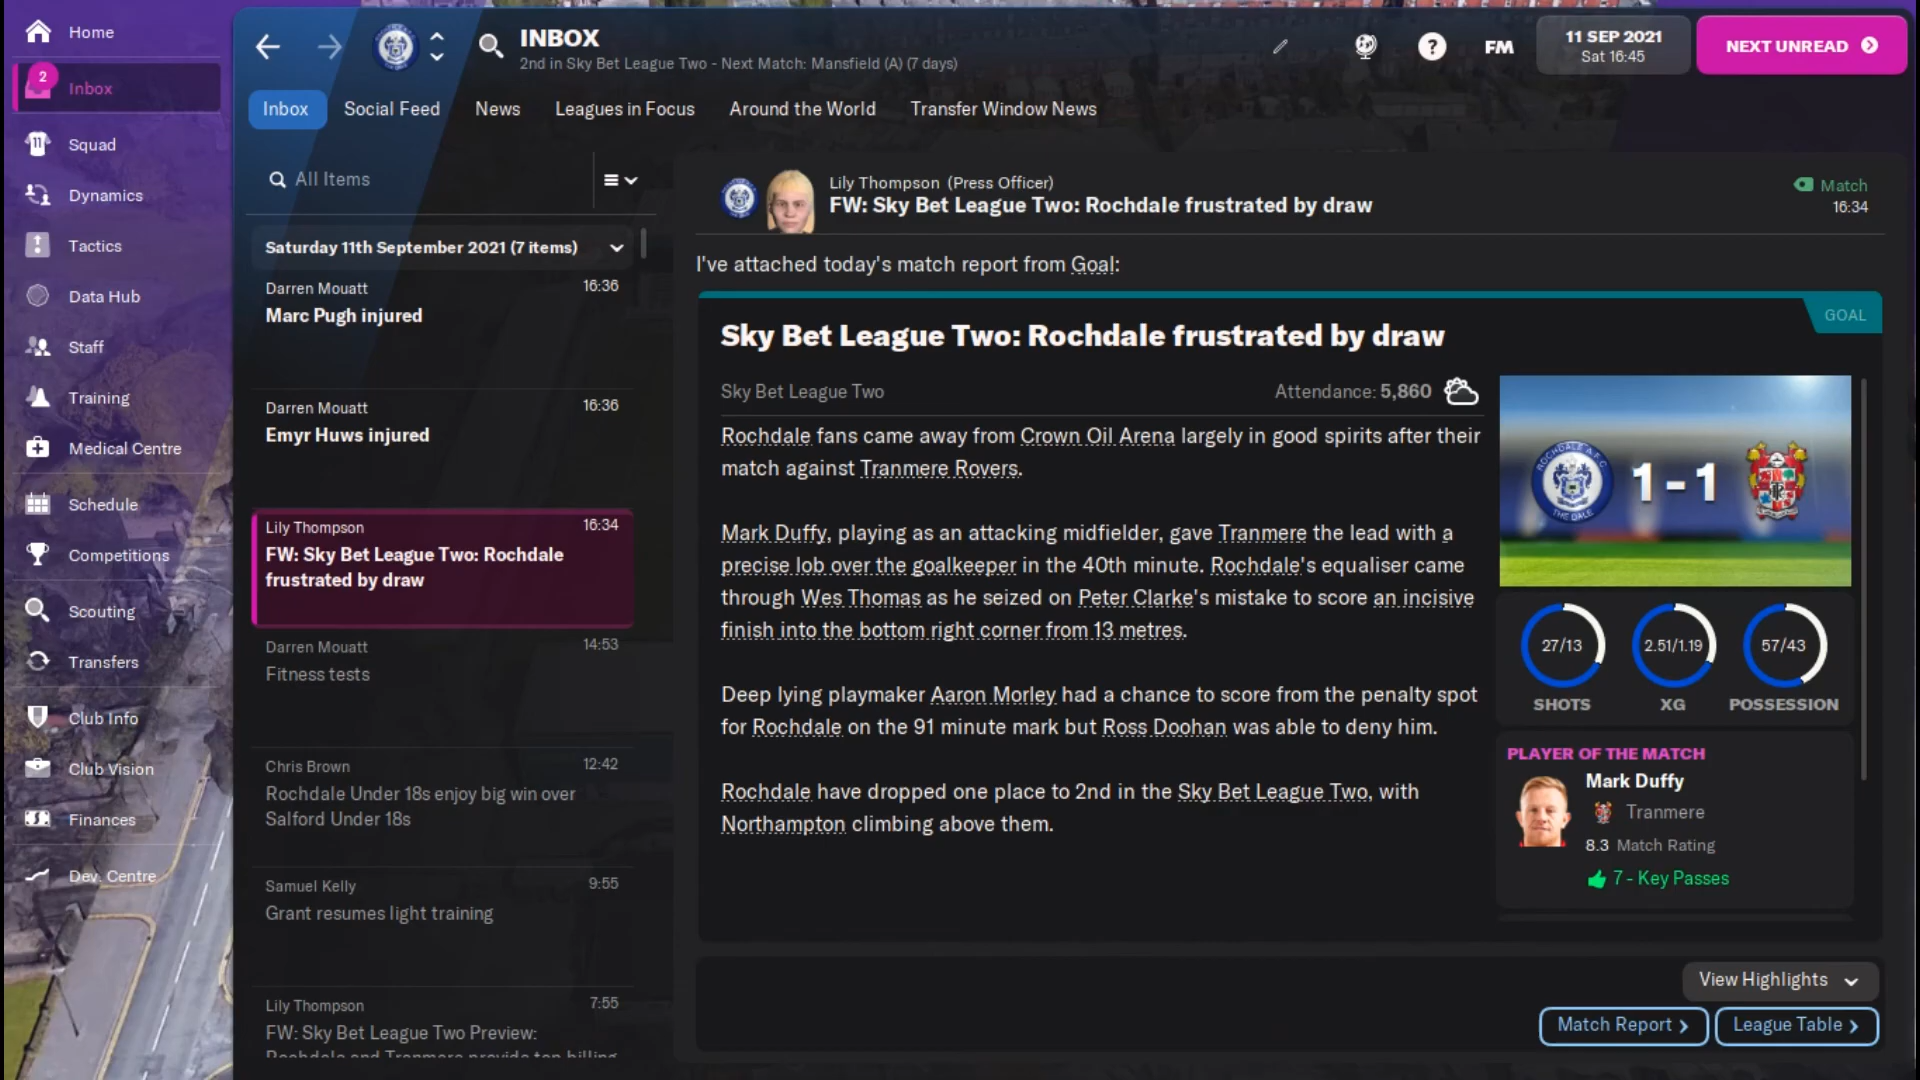 Home
2
Inbox
Squad
Dynamics
Tactics
Data Hub
Staff
Training
Medical Centre
Schedule
Competitions
Scouting
Transfers
Club Info
Club Vision
Finances
Dev. Centre
INBOX
2nd in Sky Bet League Two - Next Match: Mansfield (A) (7 days)
?
FM
11 SEP 2021
Sat 16:45
NEXT UNREAD
Inbox
Social Feed
News
Leagues in Focus
Around the World
Transfer Window News
All Items
Saturday 11th September 2021 (7 items)
Darren Mouatt 16:36
Marc Pugh injured
Darren Mouatt 16:36
Emyr Huws injured
Lily Thompson 16:34
FW: Sky Bet League Two: Rochdale
frustrated by draw
Darren Mouatt 14:53
Fitness tests
Chris Brown 12:42
Rochdale Under 18s enjoy big win over
Salford Under 18s
Samuel Kelly 9:55
Grant resumes light training
Lily Thompson 7:55
FW: Sky Bet League Two Preview:
Rochdale and Tranmere provide top billing
Lily Thompson (Press Officer)
FW: Sky Bet League Two: Rochdale frustrated by draw
Match
16:34
I've attached today's match report from Goal:
GOAL
Sky Bet League Two: Rochdale frustrated by draw
Sky Bet League Two
Attendance: 5,860
Rochdale fans came away from Crown Oil Arena largely in good spirits after their
match against Tranmere Rovers.
Mark Duffy, playing as an attacking midfielder, gave Tranmere the lead with a
precise lob over the goalkeeper in the 40th minute. Rochdale's equaliser came
through Wes Thomas as he seized on Peter Clarke's mistake to score an incisive
finish into the bottom right corner from 13 metres.
Deep lying playmaker Aaron Morley had a chance to score from the penalty spot
for Rochdale on the 91 minute mark but Ross Doohan was able to deny him.
Rochdale have dropped one place to 2nd in the Sky Bet League Two, with
Northampton climbing above them.
ROCHDALE A.F.C
THE DALE
1 - 1
27/13
2.51/1.19
57/43
SHOTS
XG
POSSESSION
PLAYER OF THE MATCH
Mark Duffy
Tranmere
8.3 Match Rating
7 - Key Passes
View Highlights
Match Report
League Table